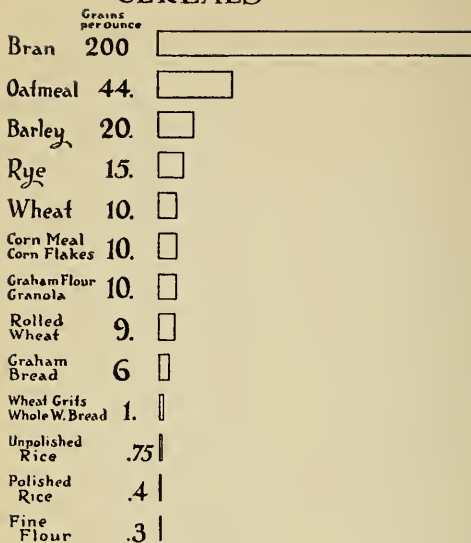 CEREALS
Grains
per ounce
Bran 200
Oatmeal 44.
Barley 20.
Rye 15.
Wheat 10.
Corn Meal
Corn Flakes 10.
Graham Flour
Granola 10.
Rolled
Wheat 9.
Graham
Bread 6
Wheat Grits
Whole W. Bread 1.
Unpolished
Rice .75
Polished
Rice .4
Fine
Flour .3